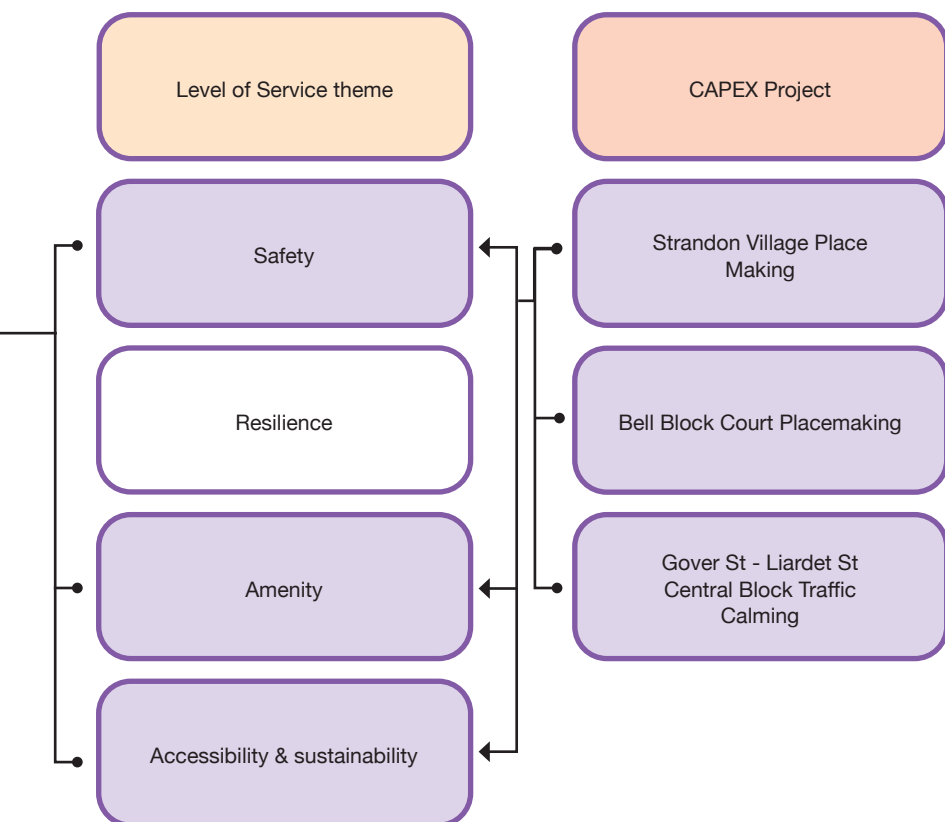 Level of Service theme
CAPEX Project
Safety
Strandon Village Place
Making
Resilience
Bell Block Court Placemaking
Amenity
Gover St - Liardet St
Central Block Traffic
Calming
Accessibility & sustainability